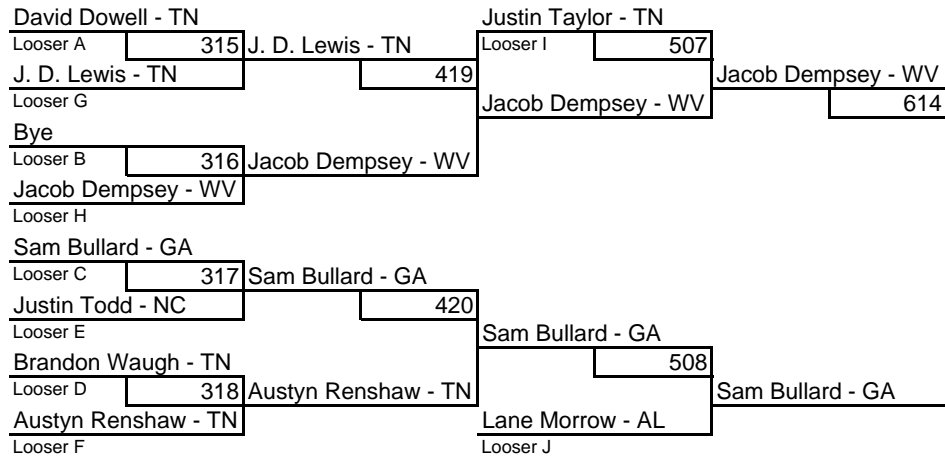 David Dowell - TN Justin Taylor - TN
Looser A 315 J. D. Lewis - TN Looser I 507
J. D. Lewis - TN 419 Jacob Dempsey - WV
Looser G Jacob Dempsey - WV 614
Bye
Looser B 316 Jacob Dempsey - WV
Jacob Dempsey - WV
Looser H
Sam Bullard - GA
Looser C 317 Sam Bullard - GA
Justin Todd - NC 420
Looser E Sam Bullard - GA
Brandon Waugh - TN 508
Looser D 318 Austyn Renshaw - TN Sam Bullard - GA
Austyn Renshaw - TN Lane Morrow - AL
Looser F Looser J